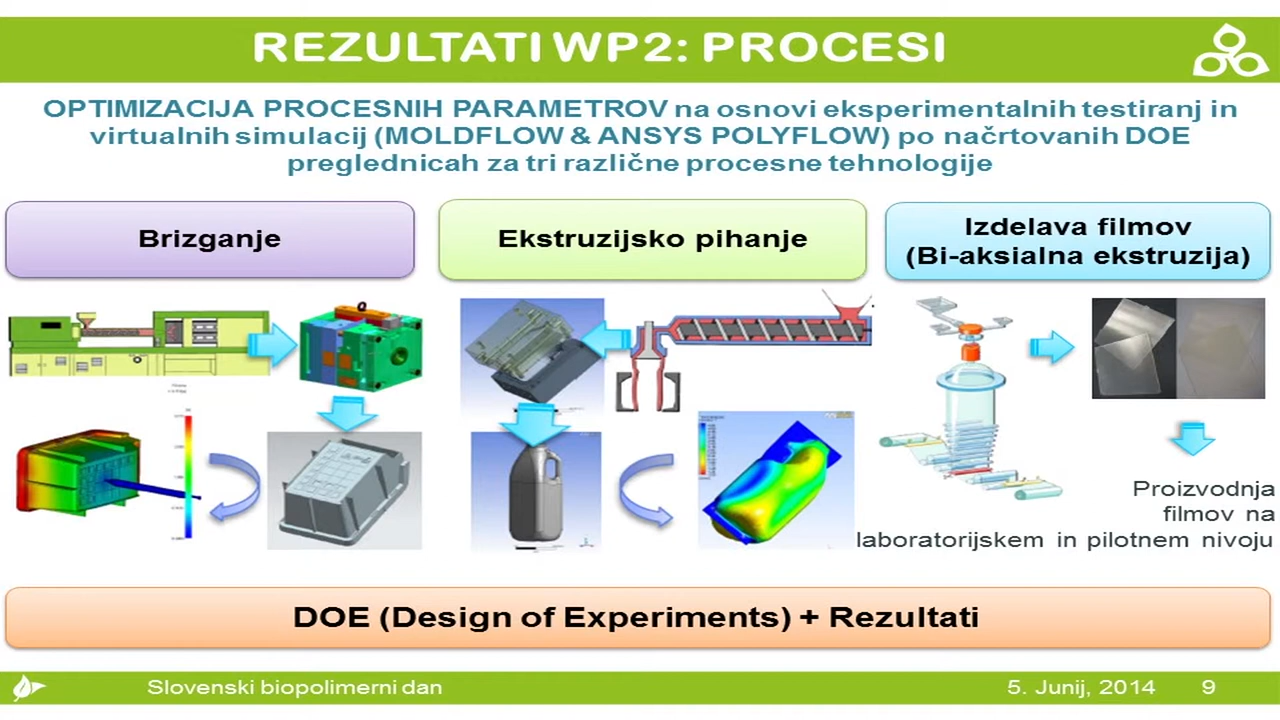 REZULTATI WP2: PROCESI
OPTIMIZACIJA PROCESNIH PARAMETROV na osnovi eksperimentalnih testiranj in
virtualnih simulacij (MOLDFLOW & ANSYS POLYFLOW) po načrtovanih DOE
preglednicah za tri različne procesne tehnologije
Brizganje
Ekstruzijsko pihanje
Izdelava filmov
(Bi-aksialna ekstruzija)
Proizvodnja
filmov na
laboratorijskem in pilotnem nivoju
DOE (Design of Experiments) + Rezultati
Slovenski biopolimerni dan
5. Junij, 2014
9